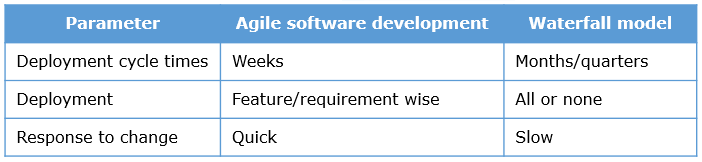 Parameter Agile software development Waterfall model
Deployment cycle times Weeks Months/quarters
Deployment Feature/requirement wise All or none
Response to change Quick Slow